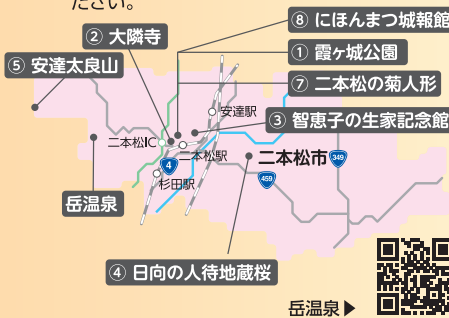 ださい。
⑧ にほんまつ城報館
② 大隣寺
① 霞ヶ城公園
⑤ 安達太良山
⑦ 二本松の菊人形
安達駅
③ 智恵子の生家記念館
二本松IC
二本松駅
二本松市
349
4
459
杉田駅
岳温泉
④ 日向の人待地蔵桜
岳温泉▶